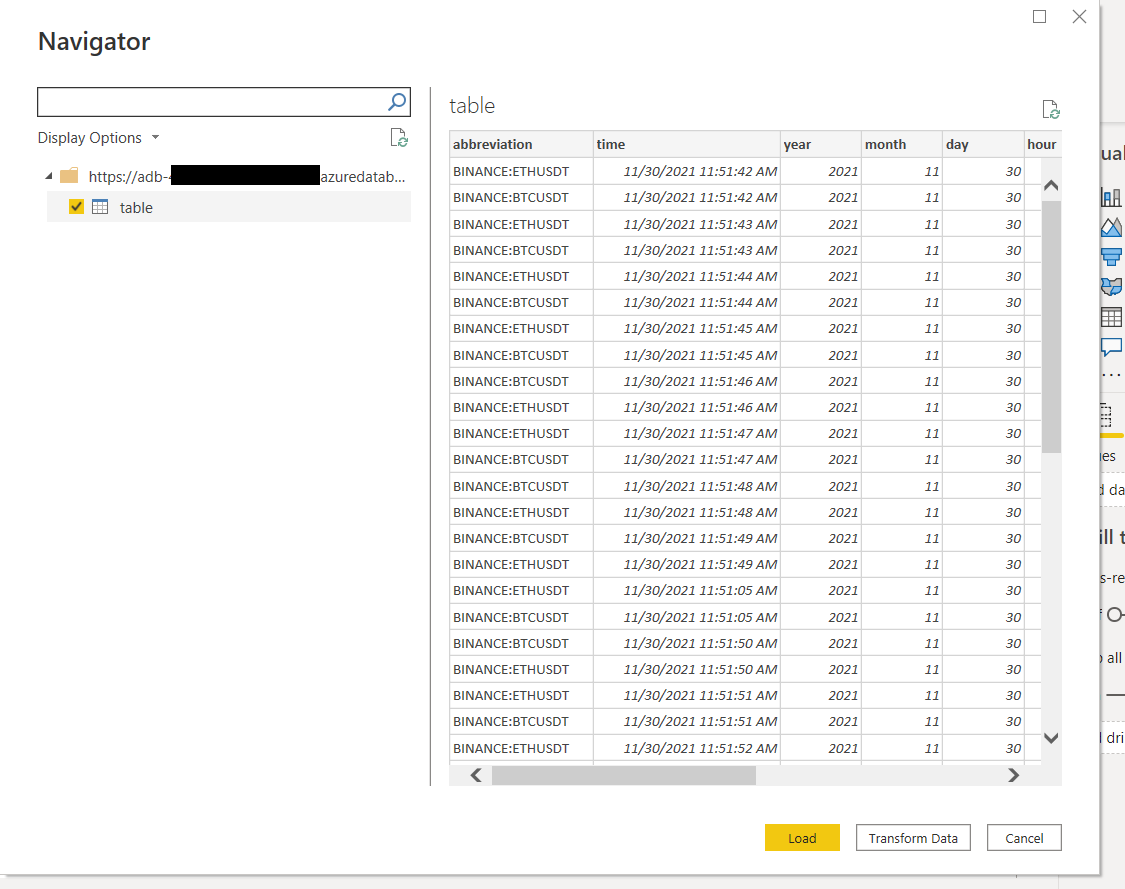 Navigator
Display Options
https://adb-
azuredatab...
table
table
abbreviation time year month day hour
BINANCE:ETHUSDT 11/30/2021 11:51:42 AM 2021 11 30
BINANCE:BTCUSDT 11/30/2021 11:51:42 AM 2021 11 30
BINANCE:ETHUSDT 11/30/2021 11:51:43 AM 2021 11 30
BINANCE:BTCUSDT 11/30/2021 11:51:43 AM 2021 11 30
BINANCE:ETHUSDT 11/30/2021 11:51:44 AM 2021 11 30
BINANCE:BTCUSDT 11/30/2021 11:51:44 AM 2021 11 30
BINANCE:ETHUSDT 11/30/2021 11:51:45 AM 2021 11 30
BINANCE:BTCUSDT 11/30/2021 11:51:45 AM 2021 11 30
BINANCE:BTCUSDT 11/30/2021 11:51:46 AM 2021 11 30
BINANCE:ETHUSDT 11/30/2021 11:51:46 AM 2021 11 30
BINANCE:ETHUSDT 11/30/2021 11:51:47 AM 2021 11 30
BINANCE:BTCUSDT 11/30/2021 11:51:47 AM 2021 11 30
BINANCE:BTCUSDT 11/30/2021 11:51:48 AM 2021 11 30
BINANCE:ETHUSDT 11/30/2021 11:51:48 AM 2021 11 30
BINANCE:BTCUSDT 11/30/2021 11:51:49 AM 2021 11 30
BINANCE:ETHUSDT 11/30/2021 11:51:49 AM 2021 11 30
BINANCE:ETHUSDT 11/30/2021 11:51:05 AM 2021 11 30
BINANCE:BTCUSDT 11/30/2021 11:51:05 AM 2021 11 30
BINANCE:BTCUSDT 11/30/2021 11:51:50 AM 2021 11 30
BINANCE:ETHUSDT 11/30/2021 11:51:50 AM 2021 11 30
BINANCE:ETHUSDT 11/30/2021 11:51:51 AM 2021 11 30
BINANCE:BTCUSDT 11/30/2021 11:51:51 AM 2021 11 30
BINANCE:ETHUSDT 11/30/2021 11:51:52 AM 2021 11 30
Load Transform Data Cancel
all